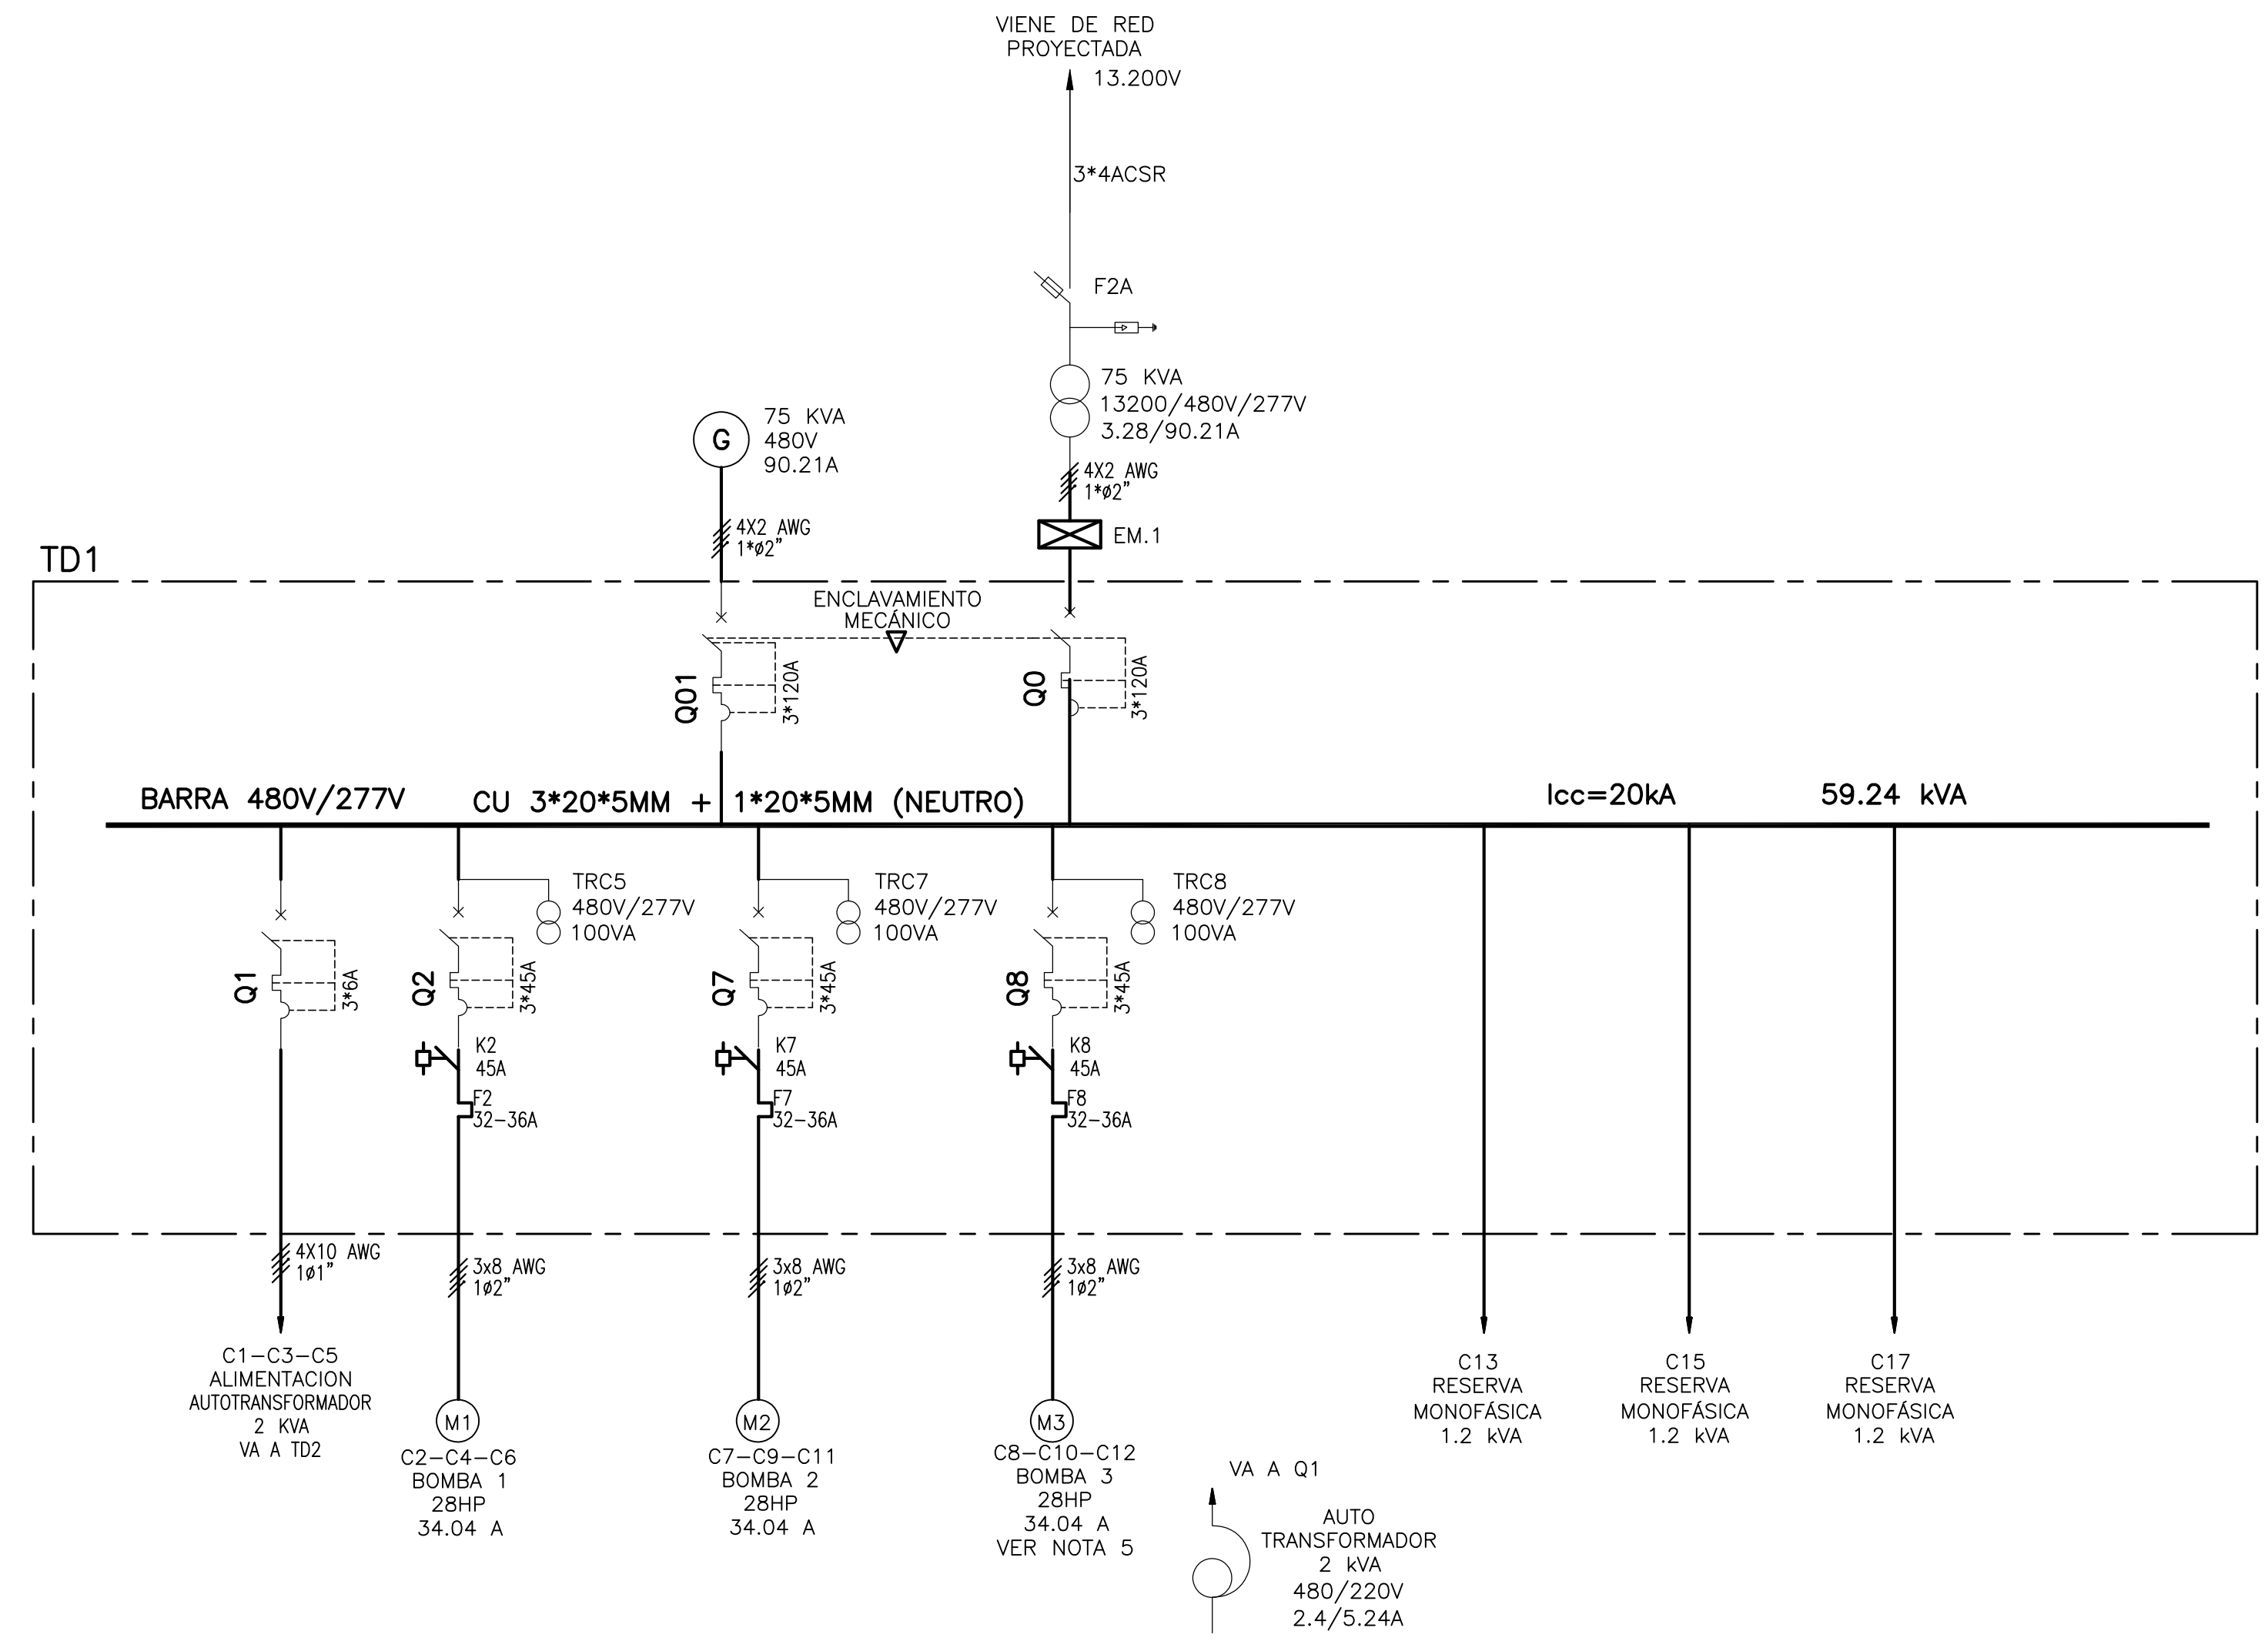 VIENE DE RED
PROYECTADA
13.200V
3*4ACSR
F2A
75 KVA
13200/480V/277V
3.28/90.21A
G
75 KVA
480V
90.21A
4X2 AWG
1*ø2"
4X2 AWG
1*ø2"
EM.1
TD1
ENCLAVAMIENTO
MECÁNICO
Q01
3*120A
Q0
3*120A
BARRA 480V/277V
CU 3*20*5MM + 1*20*5MM (NEUTRO)
Icc=20kA
59.24 kVA
Q1
3*6A
TRC5
480V/277V
100VA
Q2
3*45A
K2
45A
F2
32-36A
TRC7
480V/277V
100VA
Q7
3*45A
K7
45A
F7
32-36A
TRC8
480V/277V
100VA
Q8
3*45A
K8
45A
F8
32-36A
4X10 AWG
1ø1"
3x8 AWG
1ø2"
3x8 AWG
1ø2"
3x8 AWG
1ø2"
C1-C3-C5
ALIMENTACION
AUTOTRANSFORMADOR
2 KVA
VA A TD2
M1
C2-C4-C6
BOMBA 1
28HP
34.04 A
M2
C7-C9-C11
BOMBA 2
28HP
34.04 A
M3
C8-C10-C12
BOMBA 3
28HP
34.04 A
VER NOTA 5
C13
RESERVA
MONOFÁSICA
1.2 kVA
C15
RESERVA
MONOFÁSICA
1.2 kVA
C17
RESERVA
MONOFÁSICA
1.2 kVA
VA A Q1
AUTO
TRANSFORMADOR
2 kVA
480/220V
2.4/5.24A